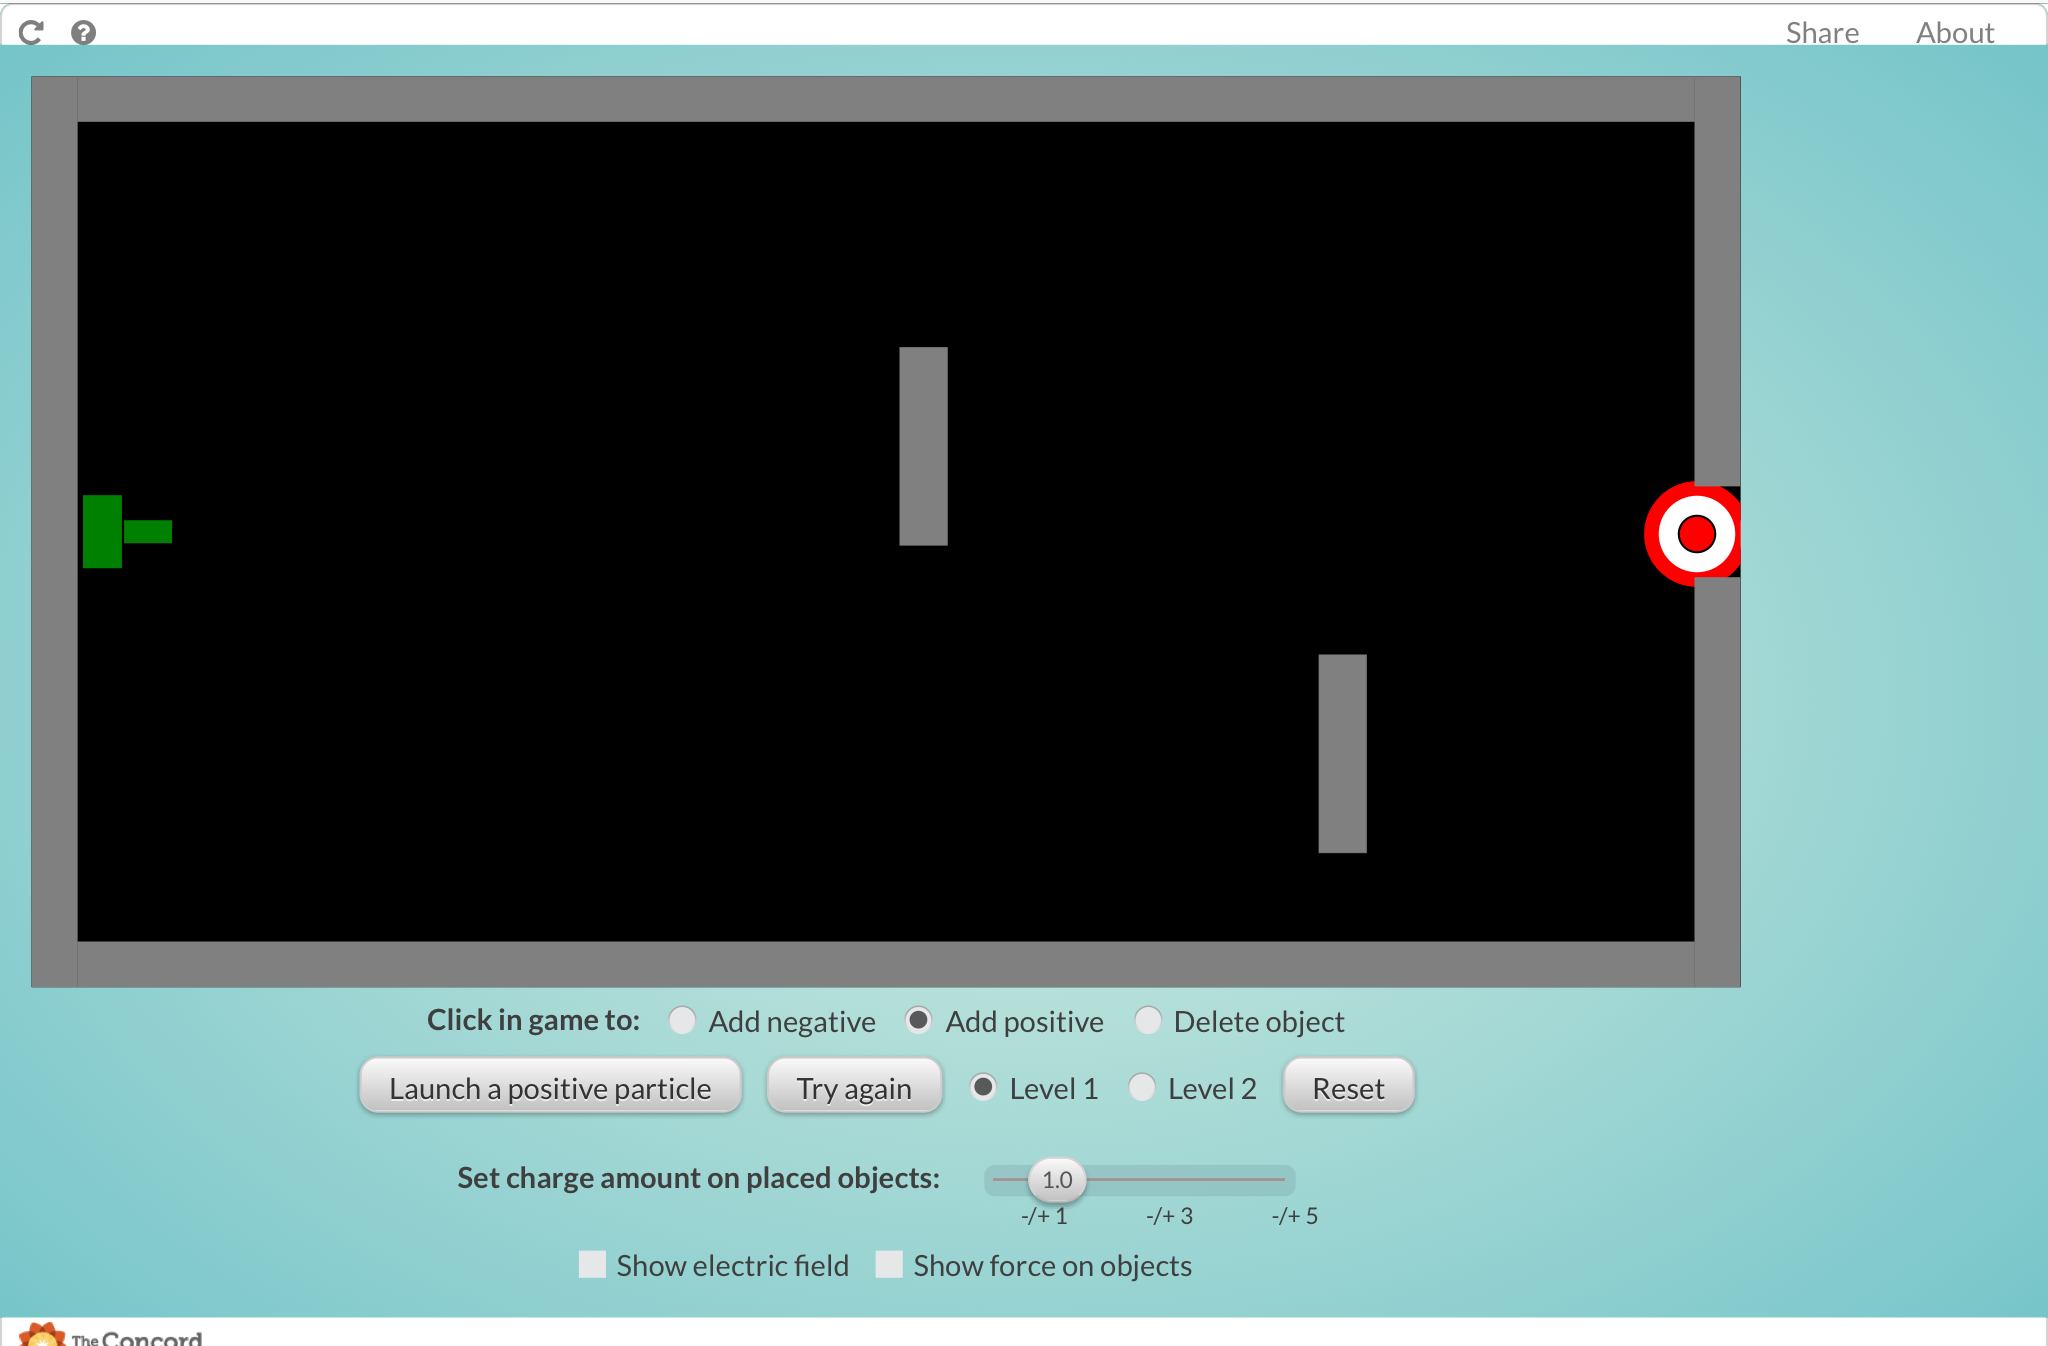 ? Share About
Click in game to: Add negative Add positive Delete object
Launch a positive particle Try again Level 1 Level 2 Reset
Set charge amount on placed objects: 1.0
-/+ 1 -/+ 3 -/+ 5
Show electric field Show force on objects
The Concord